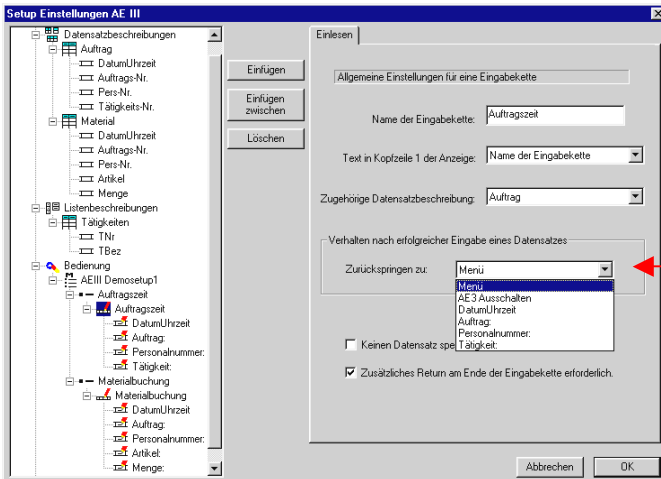 Setup Einstellungen AE III
Datensatzbeschreibungen
Auftrag
DatumUhrzeit
Auftrags-Nr.
Pers-Nr.
Tätigkeits-Nr.
Material
DatumUhrzeit
Auftrags-Nr.
Pers-Nr.
Artikel
Menge
Listenbeschreibungen
Tätigkeiten
TNr
TBez
Bedienung
AEIII Demosetup1
Auftragszeit
Auftragszeit
DatumUhrzeit
Auftrag:
Personalnummer:
Tätigkeit:
Materialbuchung
Materialbuchung
DatumUhrzeit
Auftrag:
Personalnummer:
Artikel:
Menge:
Einfügen
Einfügen
zwischen
Löschen
Einlesen
Allgemeine Einstellungen für eine Eingabekette
Name der Eingabekette: Auftragszeit
Text in Kopfzeile 1 der Anzeige: Name der Eingabekette
Zugehörige Datensatzbeschreibung: Auftrag
Verhalten nach erfolgreicher Eingabe eines Datensatzes
Zurückspringen zu: Menü
Menü
AE3 Ausschalten
DatumUhrzeit
Auftrag:
Personalnummer:
Tätigkeit:
Keinen Datensatz spe
Zusätzliches Return am Ende der Eingabekette erforderlich.
Abbrechen
OK